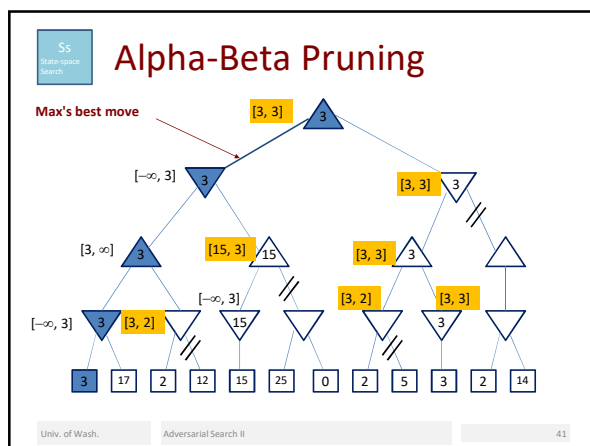 Ss
State-space
Search
Alpha-Beta Pruning
Max's best move
[3, 3]
3
[−∞, 3]
3
[3, 3]
3
[3, ∞]
3
[15, 3]
15
[3, 3]
3
[−∞, 3]
3
[3, 2]
[−∞, 3]
15
[3, 2]
[3, 3]
3
3 17 2 12 15 25 0 2 5 3 2 14
Univ. of Wash. Adversarial Search II 41